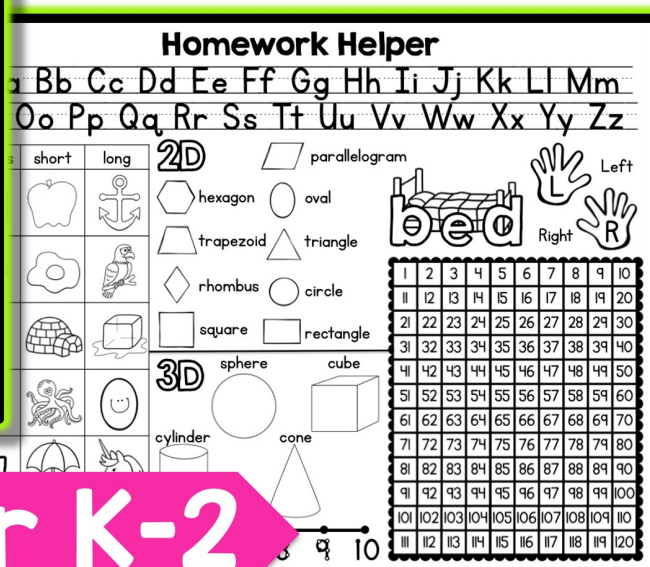 Homework Helper
Bb Cc Dd Ee Ff Gg Hh Ii Jj Kk Ll Mm
Oo Pp Qq Rr Ss Tt Uu Vv Ww Xx Yy Zz
short long
2D
parallelogram
hexagon oval
trapezoid triangle
rhombus circle
square rectangle
3D
sphere cube
cylinder cone
bed
Left
L
Right
R
1 2 3 4 5 6 7 8 9 10
11 12 13 14 15 16 17 18 19 20
21 22 23 24 25 26 27 28 29 30
31 32 33 34 35 36 37 38 39 40
41 42 43 44 45 46 47 48 49 50
51 52 53 54 55 56 57 58 59 60
61 62 63 64 65 66 67 68 69 70
71 72 73 74 75 76 77 78 79 80
81 82 83 84 85 86 87 88 89 90
91 92 93 94 95 96 97 98 99 100
101 102 103 104 105 106 107 108 109 110
111 112 113 114 115 116 117 118 119 120
r K-2
9 10